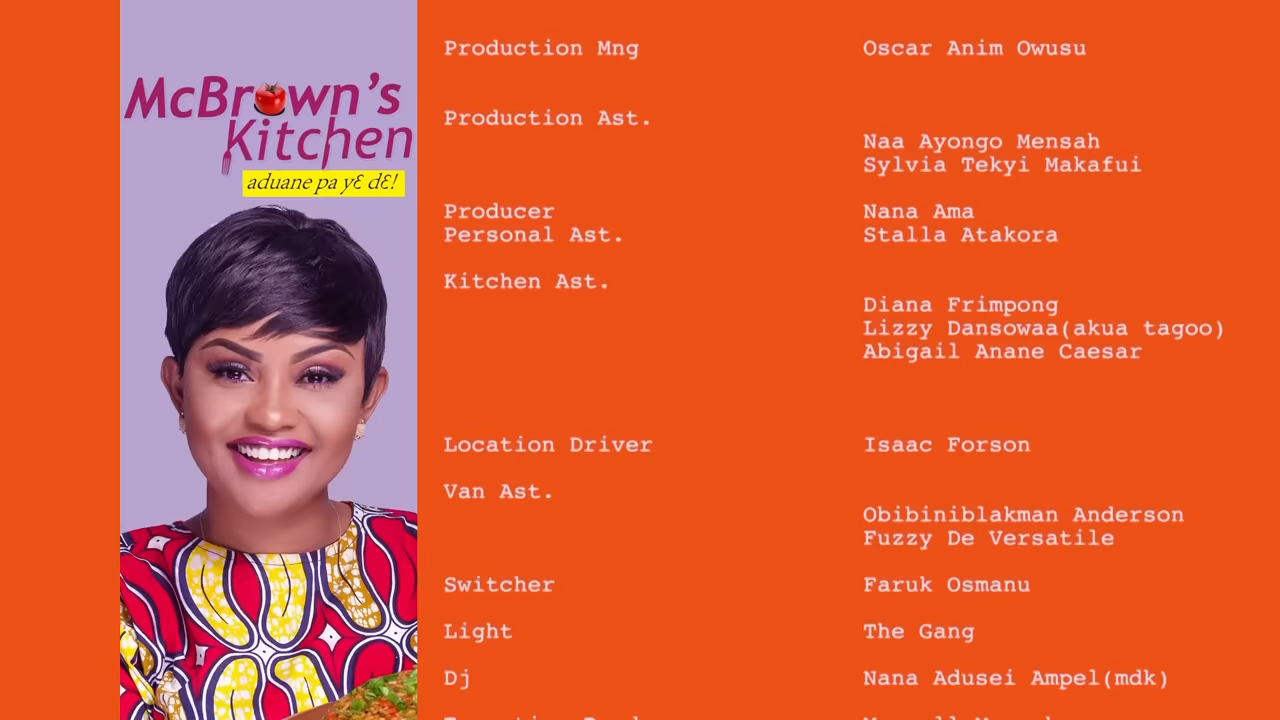 McBrown's
Kitchen
aduane pa yɛ dɛ!
Production Mng Oscar Anim Owusu
Production Ast.
Naa Ayongo Mensah
Sylvia Tekyi Makafui
Producer Nana Ama
Personal Ast. Stalla Atakora
Kitchen Ast.
Diana Frimpong
Lizzy Dansowaa(akua tagoo)
Abigail Anane Caesar
Location Driver Isaac Forson
Van Ast.
Obibiniblakman Anderson
Fuzzy De Versatile
Switcher Faruk Osmanu
Light The Gang
Dj Nana Adusei Ampel(mdk)